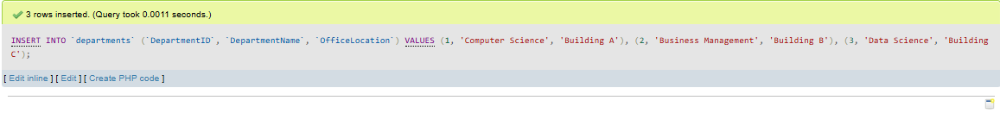 3 rows inserted. (Query took 0.0011 seconds.)
INSERT INTO `departments` (`DepartmentID`, `DepartmentName`, `OfficeLocation`) VALUES (1, 'Computer Science', 'Building A'), (2, 'Business Management', 'Building B'), (3, 'Data Science', 'Building
C');
[ Edit inline ] [ Edit ] [ Create PHP code ]